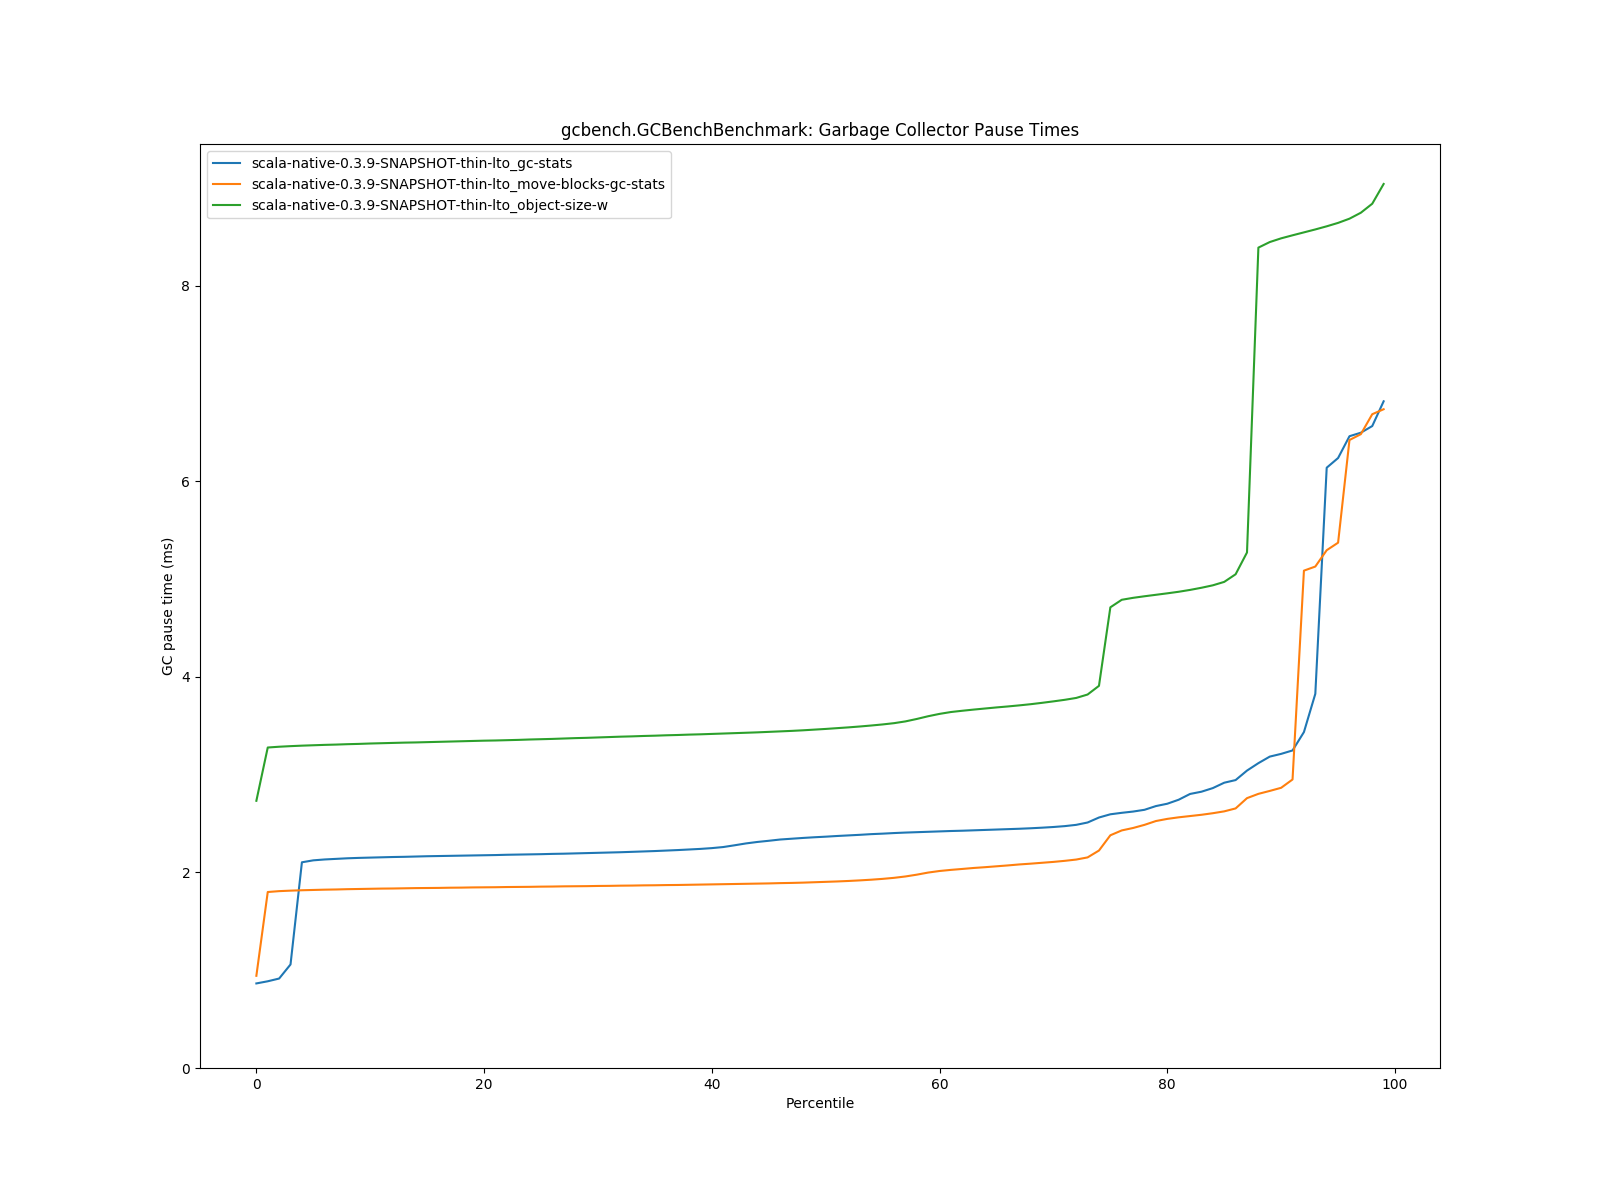 gcbench.GCBenchBenchmark: Garbage Collector Pause Times
scala-native-0.3.9-SNAPSHOT-thin-lto_gc-stats
scala-native-0.3.9-SNAPSHOT-thin-lto_move-blocks-gc-stats
scala-native-0.3.9-SNAPSHOT-thin-lto_object-size-w
GC pause time (ms)
8
6
4
2
0
0 20 40 60 80 100
Percentile